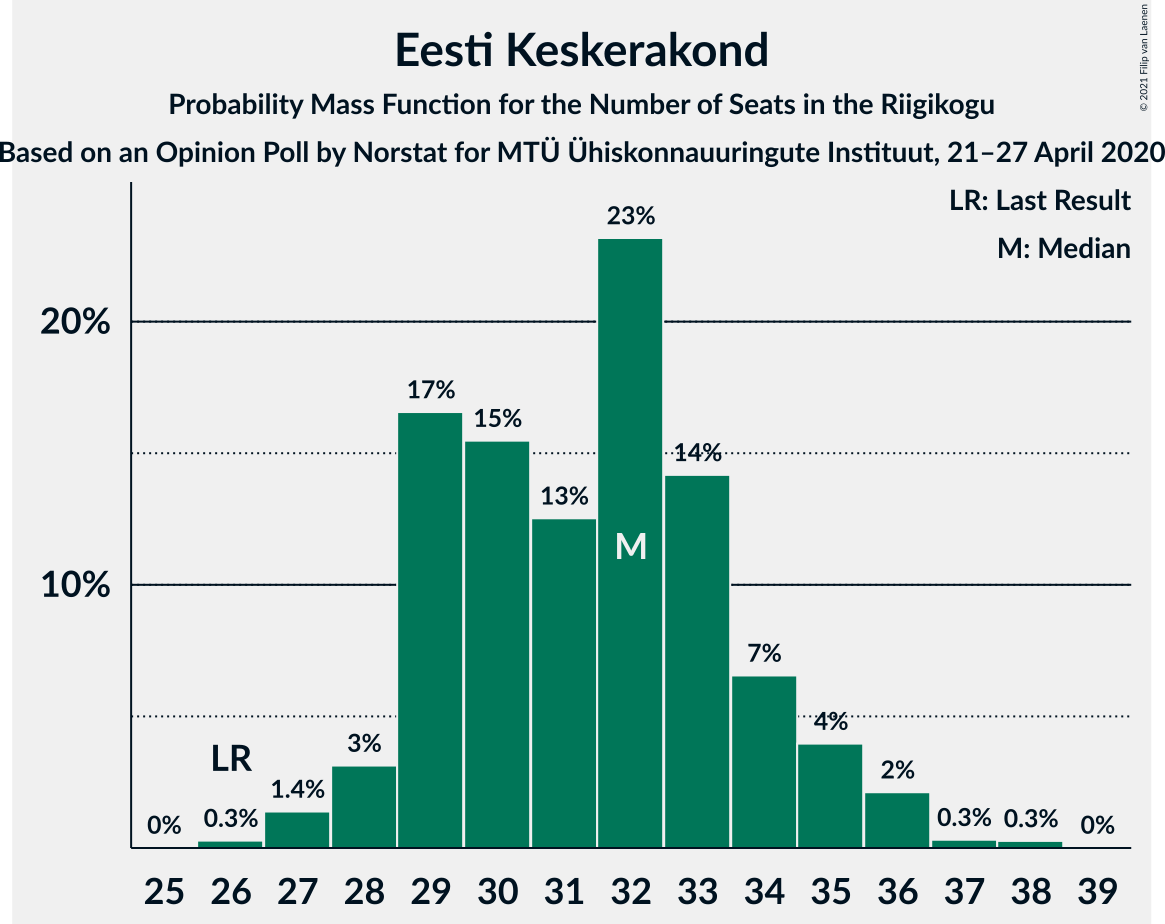 Eesti Keskerakond
Probability Mass Function for the Number of Seats in the Riigikogu
Based on an Opinion Poll by Norstat for MTÜ Ühiskonnauuringute Instituut, 21–27 April 2020
© 2021 Filip van Laenen
LR: Last Result
M: Median
23%
20%
17%
15%
14%
13%
M
10%
7%
4%
3%
LR
2%
1.4%
0% 0.3% 0.3% 0.3% 0%
25 26 27 28 29 30 31 32 33 34 35 36 37 38 39